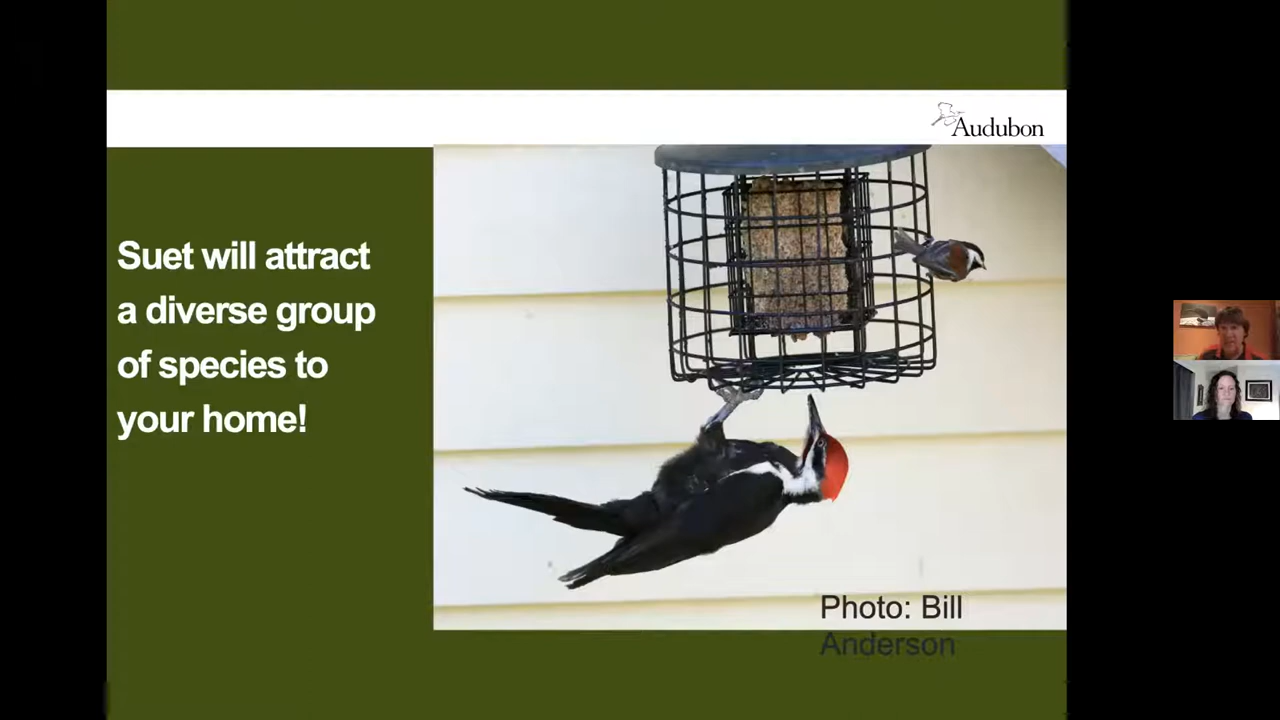 Audubon
Suet will attract
a diverse group
of species to
your home!
Photo: Bill
Anderson